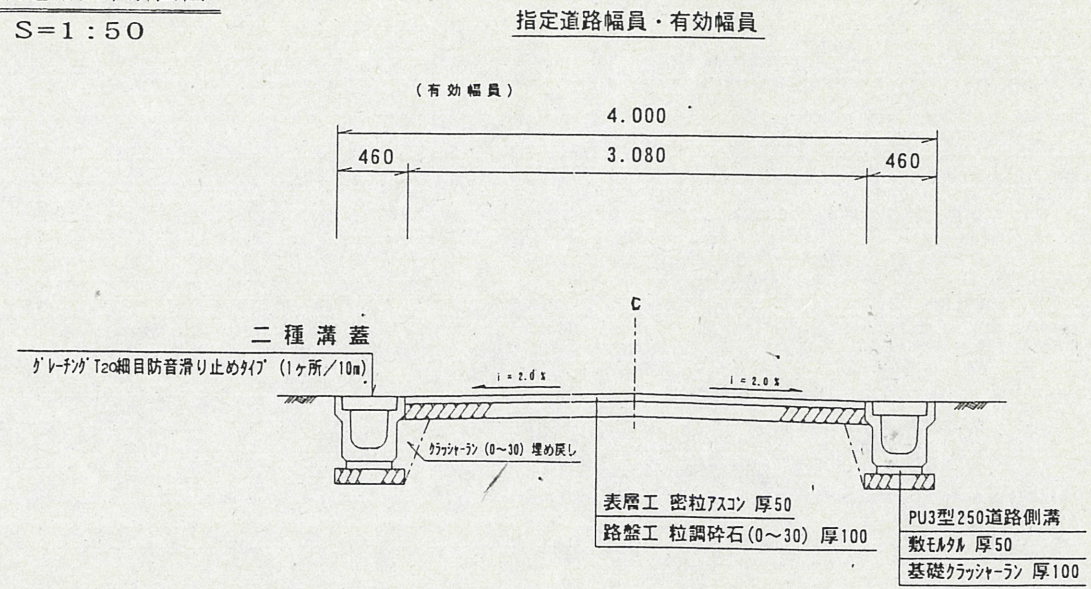 S=1:50
指定道路幅員・有効幅員
(有効幅員)
4.000
460
3.080
460
C
二種溝蓋
グレーチングT20細目防音滑り止めタイプ (1ヶ所/10m)
i=2.0%
i=2.0%
クラッシャーラン(0~30)埋め戻し
表層工 密粒アスコン 厚50
路盤工 粒調砕石(0~30) 厚100
PU3型250道路側溝
敷モルタル 厚50
基礎クラッシャーラン 厚100